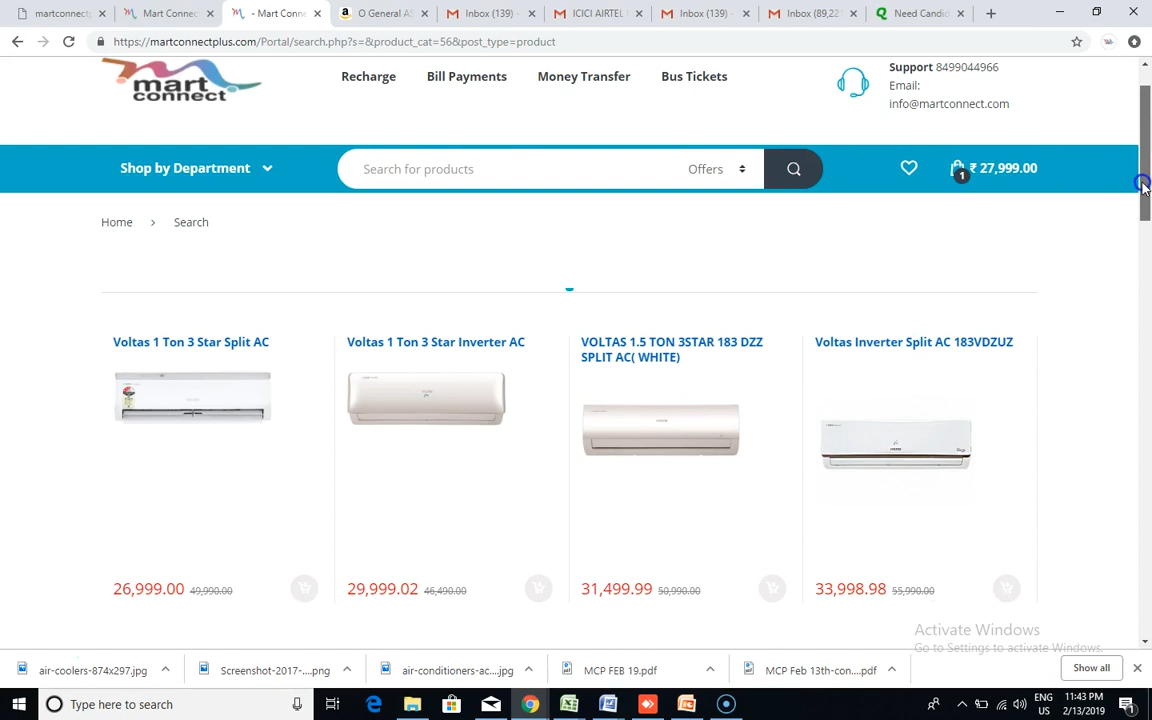 martconnect
Mart Connec
- Mart Conne
O General AS
Inbox (139) -
ICICI AIRTEL
Inbox (139) -
Inbox (89,22
Need Candid
https://martconnectplus.com/Portal/search.php?s=&product_cat=56&post_type=product
mart
connect
Recharge
Bill Payments
Money Transfer
Bus Tickets
Support 8499044966
Email:
info@martconnect.com
Shop by Department
Search for products
Offers
1
₹ 27,999.00
Home > Search
Voltas 1 Ton 3 Star Split AC
Voltas 1 Ton 3 Star Inverter AC
VOLTAS 1.5 TON 3STAR 183 DZZ
SPLIT AC( WHITE)
Voltas Inverter Split AC 183VDZUZ
26,999.00 49,990.00
29,999.02 46,490.00
31,499.99 50,990.00
33,998.98 55,990.00
Activate Windows
Go to Settings to activate Windows.
air-coolers-874x297.jpg
Screenshot-2017-....png
air-conditioners-ac....jpg
MCP FEB 19.pdf
MCP Feb 13th-con....pdf
Show all
Type here to search
ENG
US
11:43 PM
2/13/2019
1